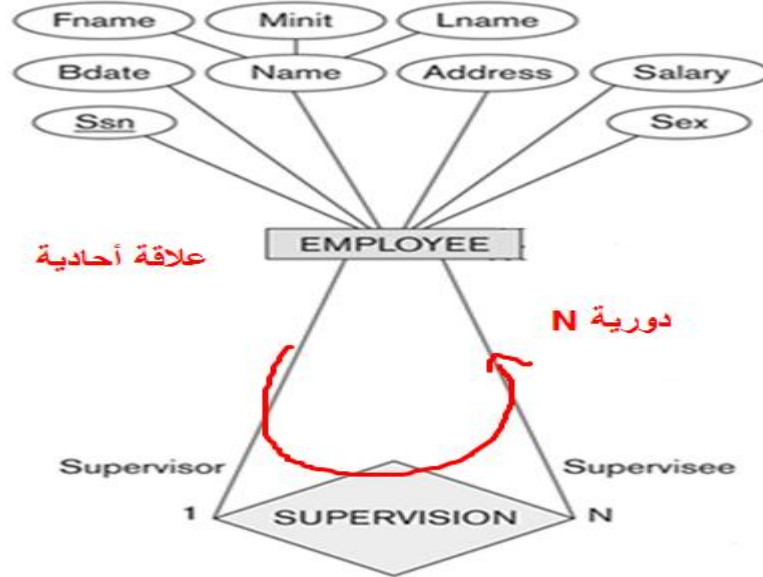 Fname Minit Lname
Bdate Name Address Salary
Ssn Sex
EMPLOYEE
علاقة أحادية
دورية N
Supervisor Supervisee
1 SUPERVISION N